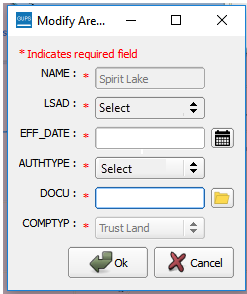 GUPS Modify Are...
* Indicates required field
NAME : * Spirit Lake
LSAD : * Select
EFF_DATE : *
AUTHTYPE : * Select
DOCU : *
COMPTYP : * Trust Land
Ok Cancel